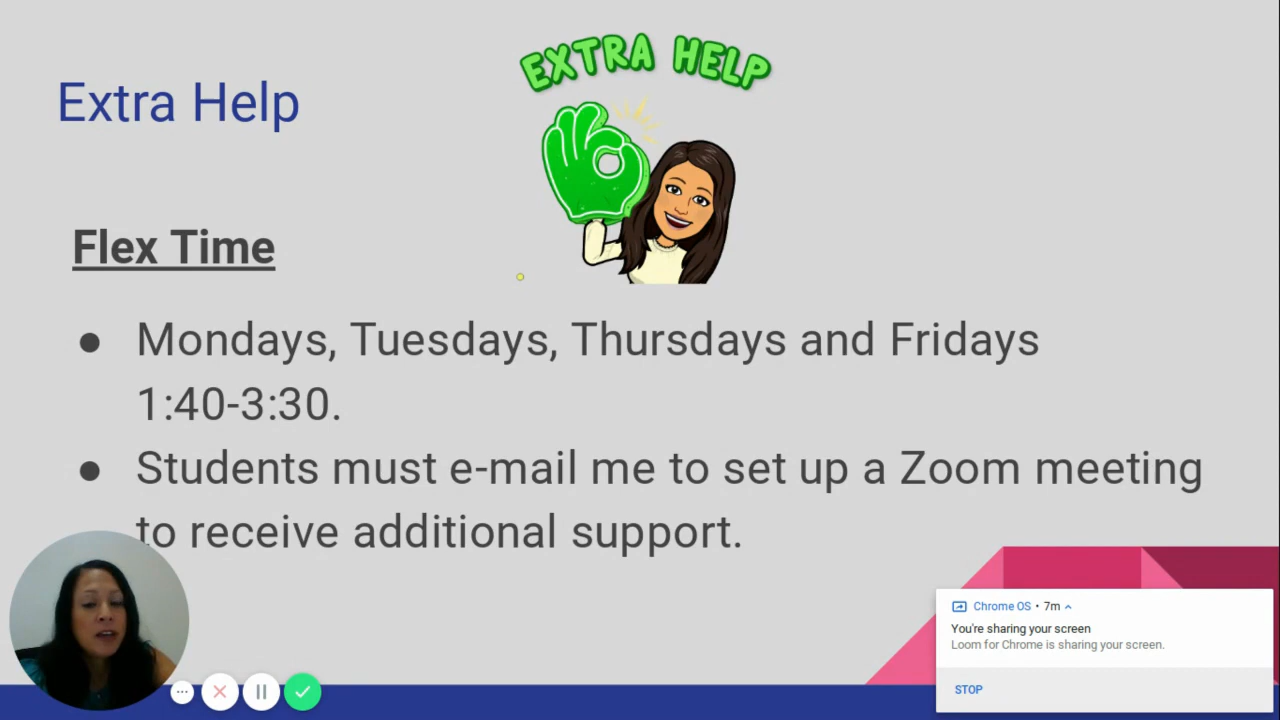 EXTRA HELP
Extra Help
Flex Time
● Mondays, Tuesdays, Thursdays and Fridays
1:40-3:30.
● Students must e-mail me to set up a Zoom meeting
to receive additional support.
Chrome OS • 7m
You're sharing your screen
Loom for Chrome is sharing your screen.
STOP